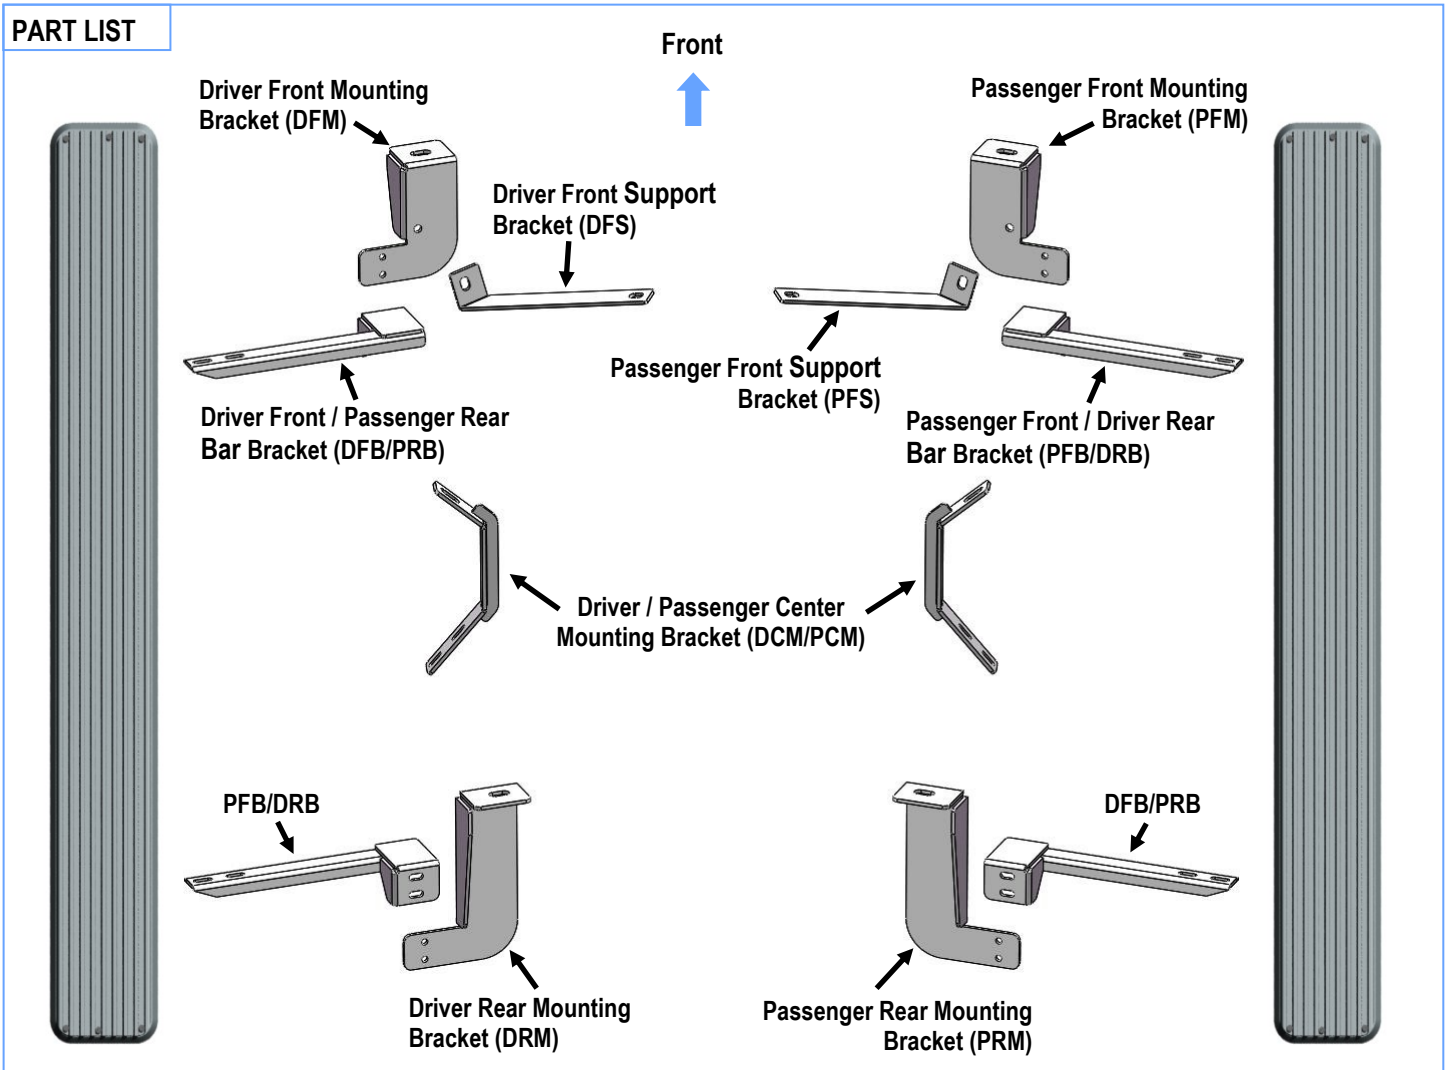 PART LIST
Front
Driver Front Mounting
Bracket (DFM)
Passenger Front Mounting
Bracket (PFM)
Driver Front Support
Bracket (DFS)
Passenger Front Support
Bracket (PFS)
Driver Front / Passenger Rear
Bar Bracket (DFB/PRB)
Passenger Front / Driver Rear
Bar Bracket (PFB/DRB)
Driver / Passenger Center
Mounting Bracket (DCM/PCM)
PFB/DRB
DFB/PRB
Driver Rear Mounting
Bracket (DRM)
Passenger Rear Mounting
Bracket (PRM)